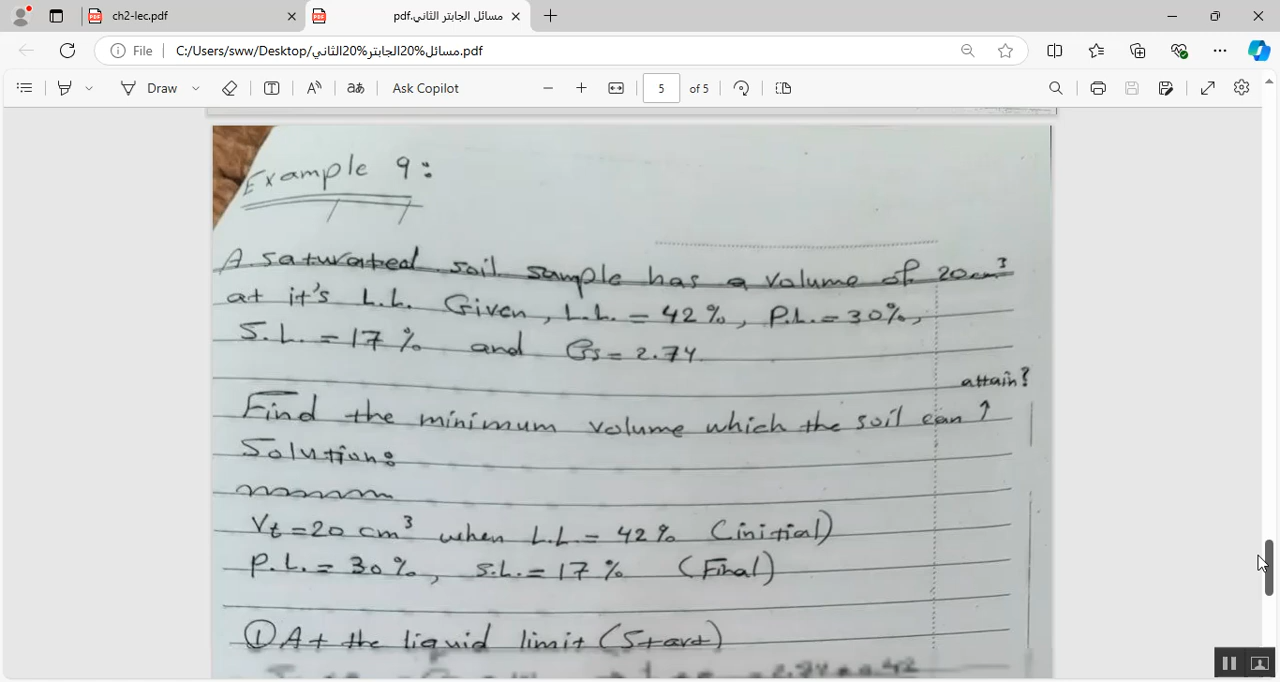 ch2-lec.pdf
مسائل الجابتر الثاني.pdf
File
C:/Users/sww/Desktop/مسائل%20الجابتر%20الثاني.pdf
Draw
Ask Copilot
5 of 5
Example 9:
A saturated soil sample has a volume of 20cm³
at it's L.L. Given, L.L. = 42%, P.L. = 30%,
S.L. = 17% and Gs = 2.74.
attain?
Find the minimum volume which the soil can ↑
Solution:
Vt = 20 cm³ when L.L. = 42% (initial)
P.L. = 30%, S.L. = 17% (Final)
① At the liquid limit (Start)